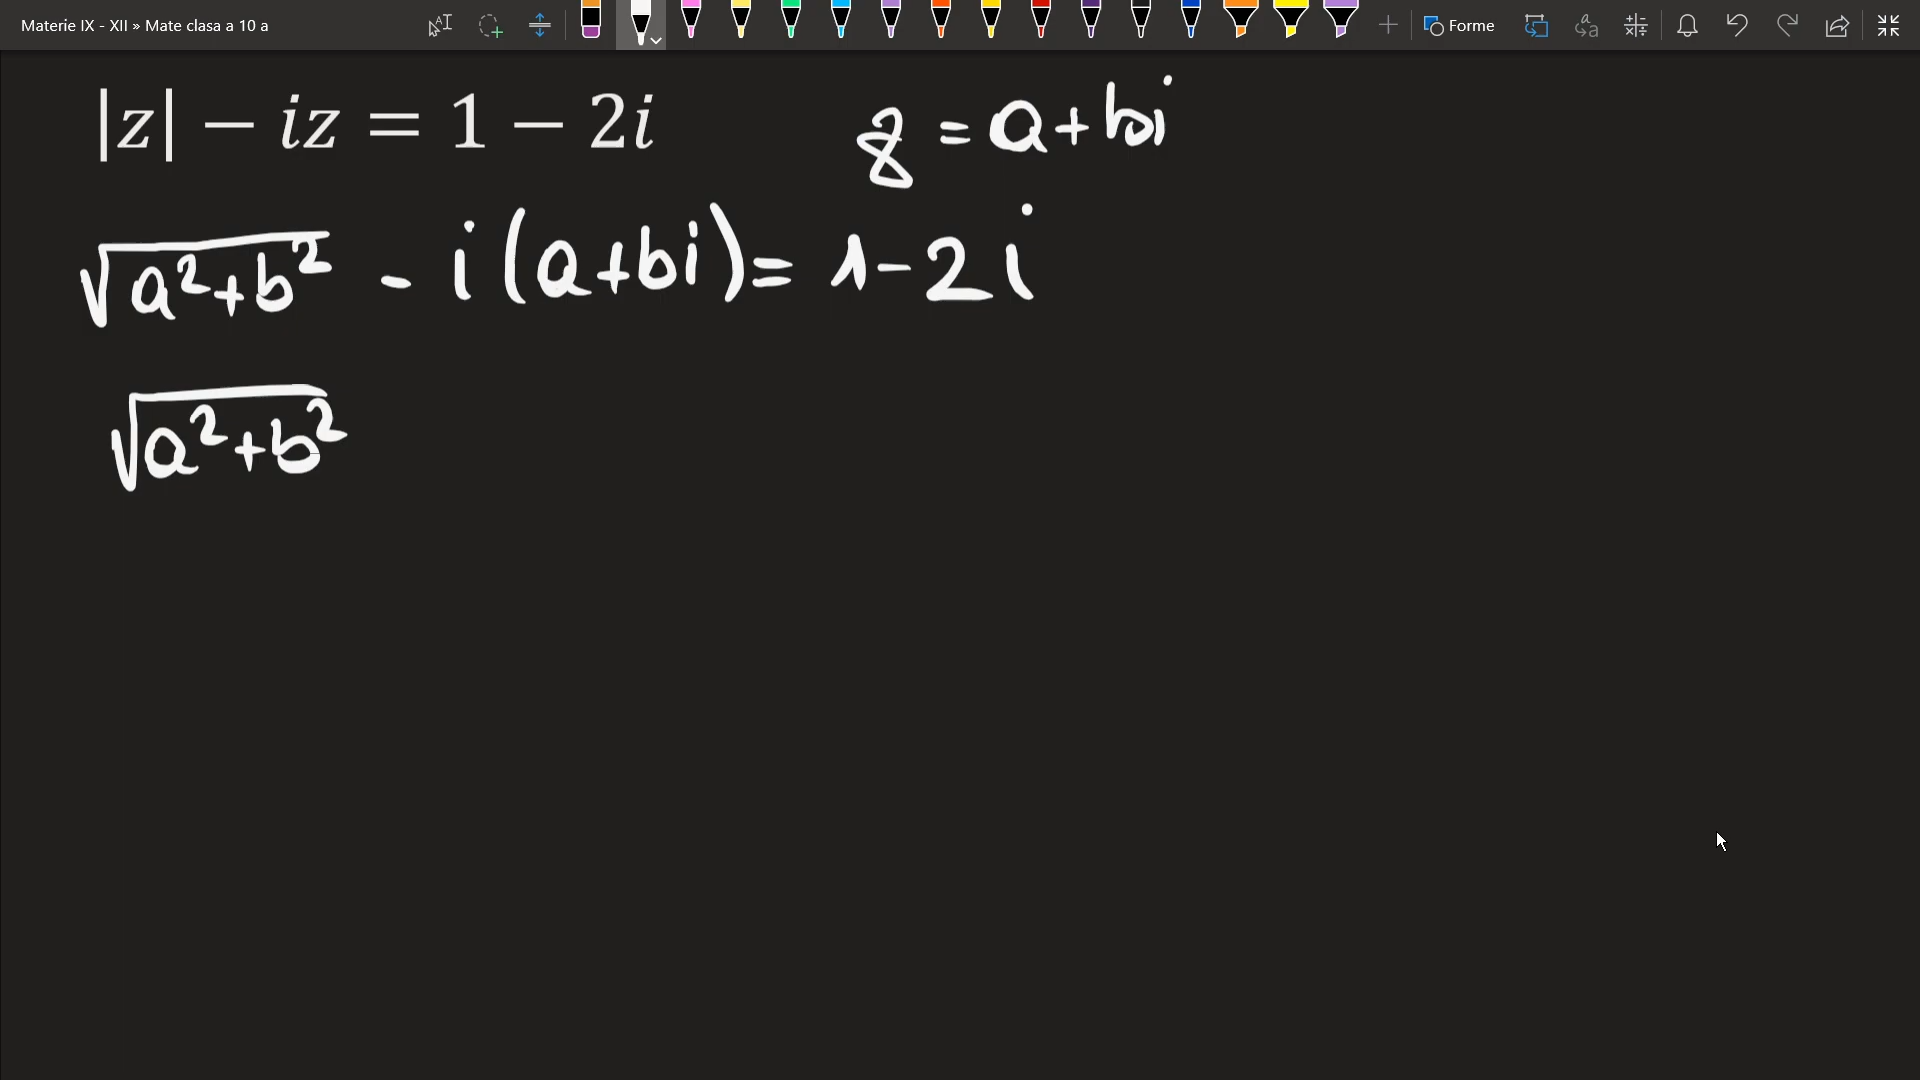 Materie IX - XII » Mate clasa a 10 a
Forme
|z| − iz = 1 − 2i
z = a+bi
√a²+b² - i(a+bi) = 1-2i
√a²+b²